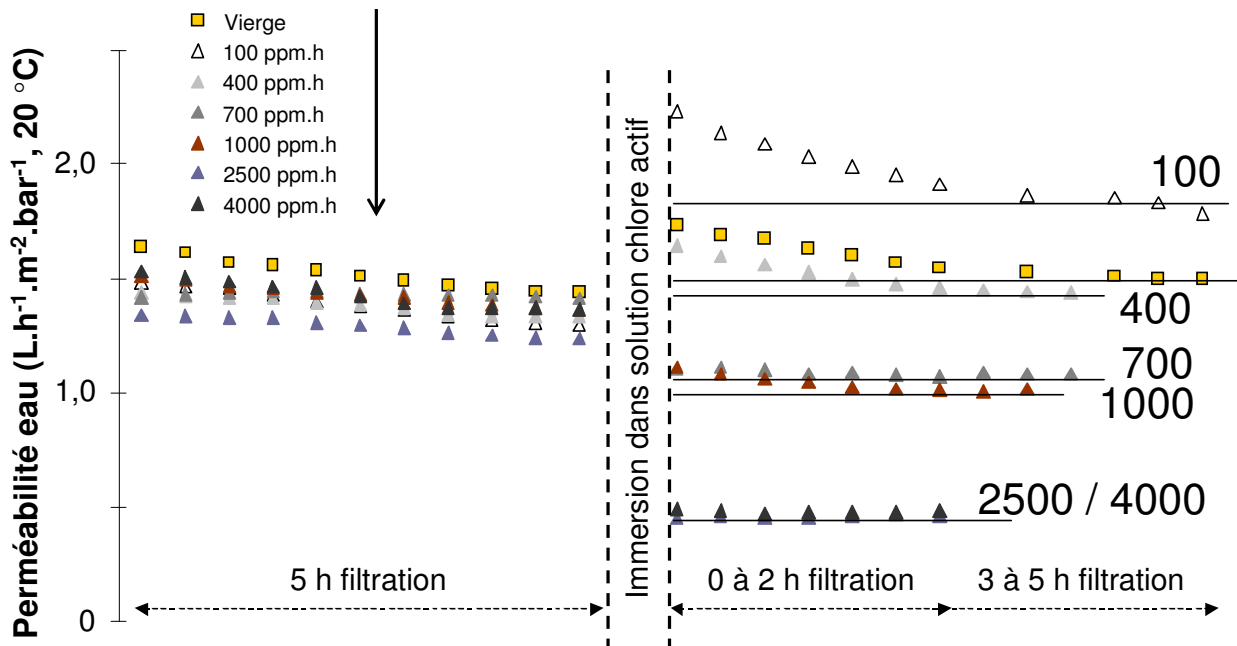 Perméabilité eau (L.h⁻¹.m⁻².bar⁻¹, 20 °C)
2,0
1,0
0
Vierge
100 ppm.h
400 ppm.h
700 ppm.h
1000 ppm.h
2500 ppm.h
4000 ppm.h
5 h filtration
Immersion dans solution chlore actif
100
400
700
1000
2500 / 4000
0 à 2 h filtration
3 à 5 h filtration